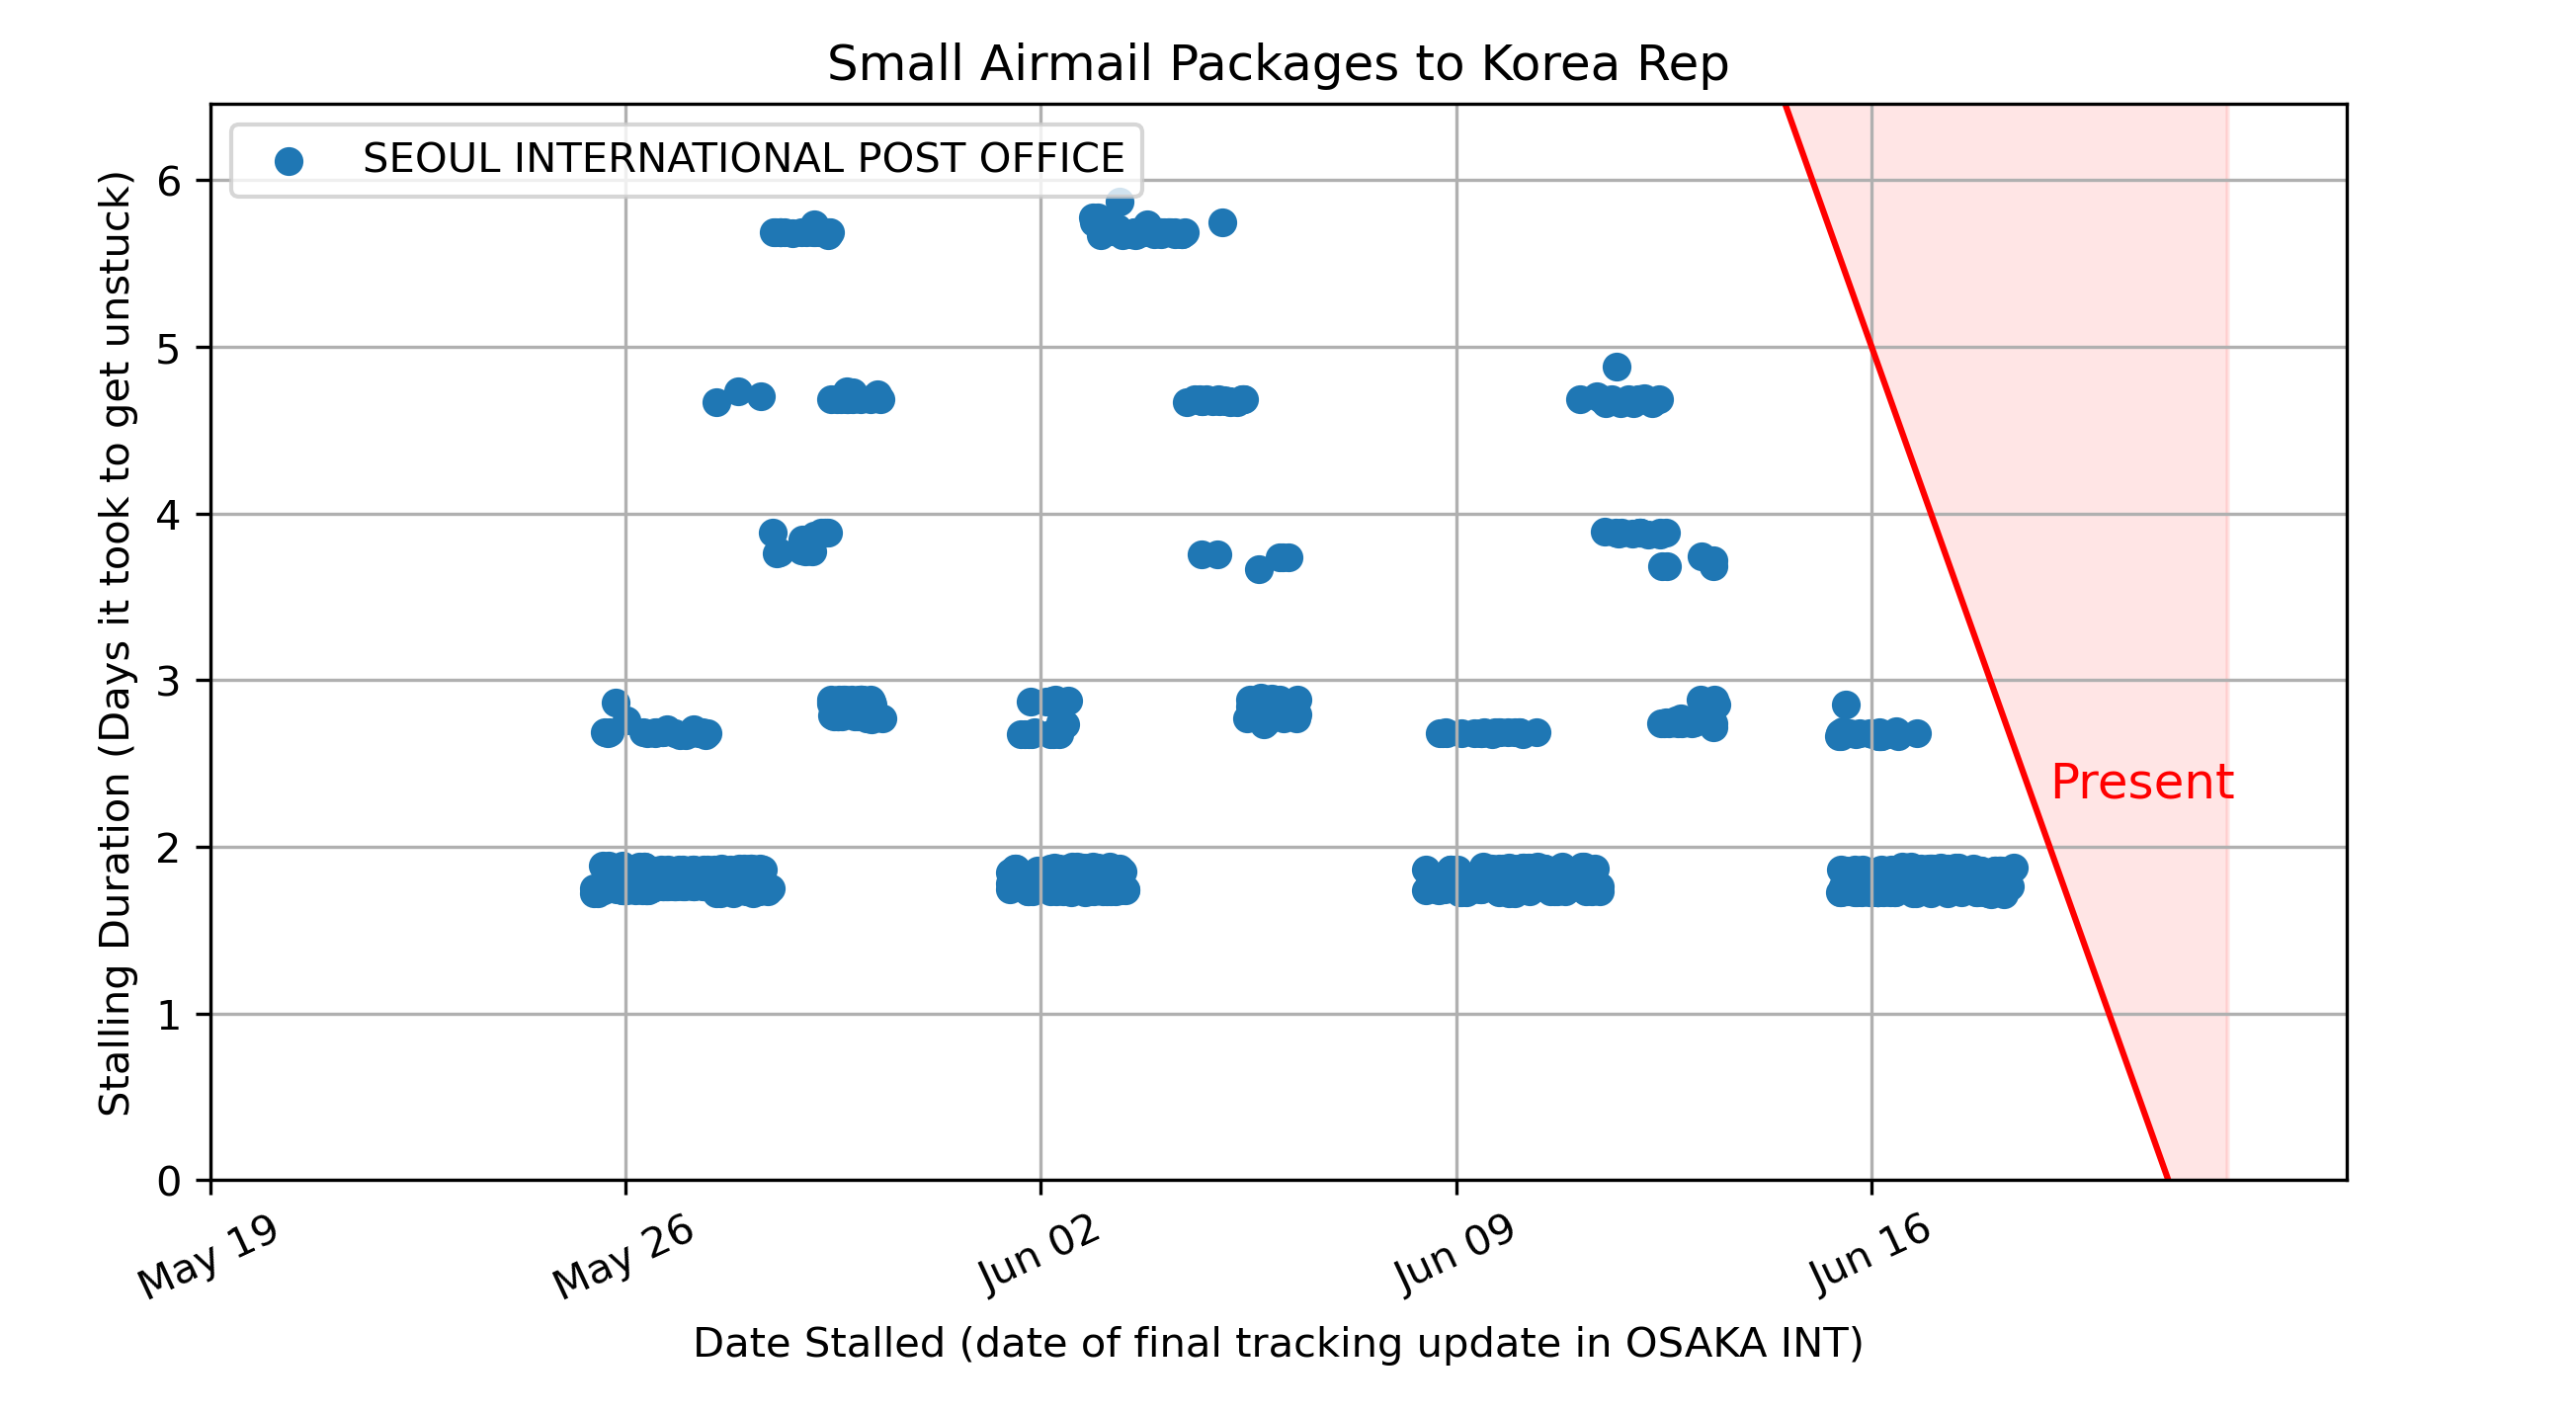 Small Airmail Packages to Korea Rep
SEOUL INTERNATIONAL POST OFFICE
Stalling Duration (Days it took to get unstuck)
6
5
4
3
2
1
0
Present
May 19
May 26
Jun 02
Jun 09
Jun 16
Date Stalled (date of final tracking update in OSAKA INT)